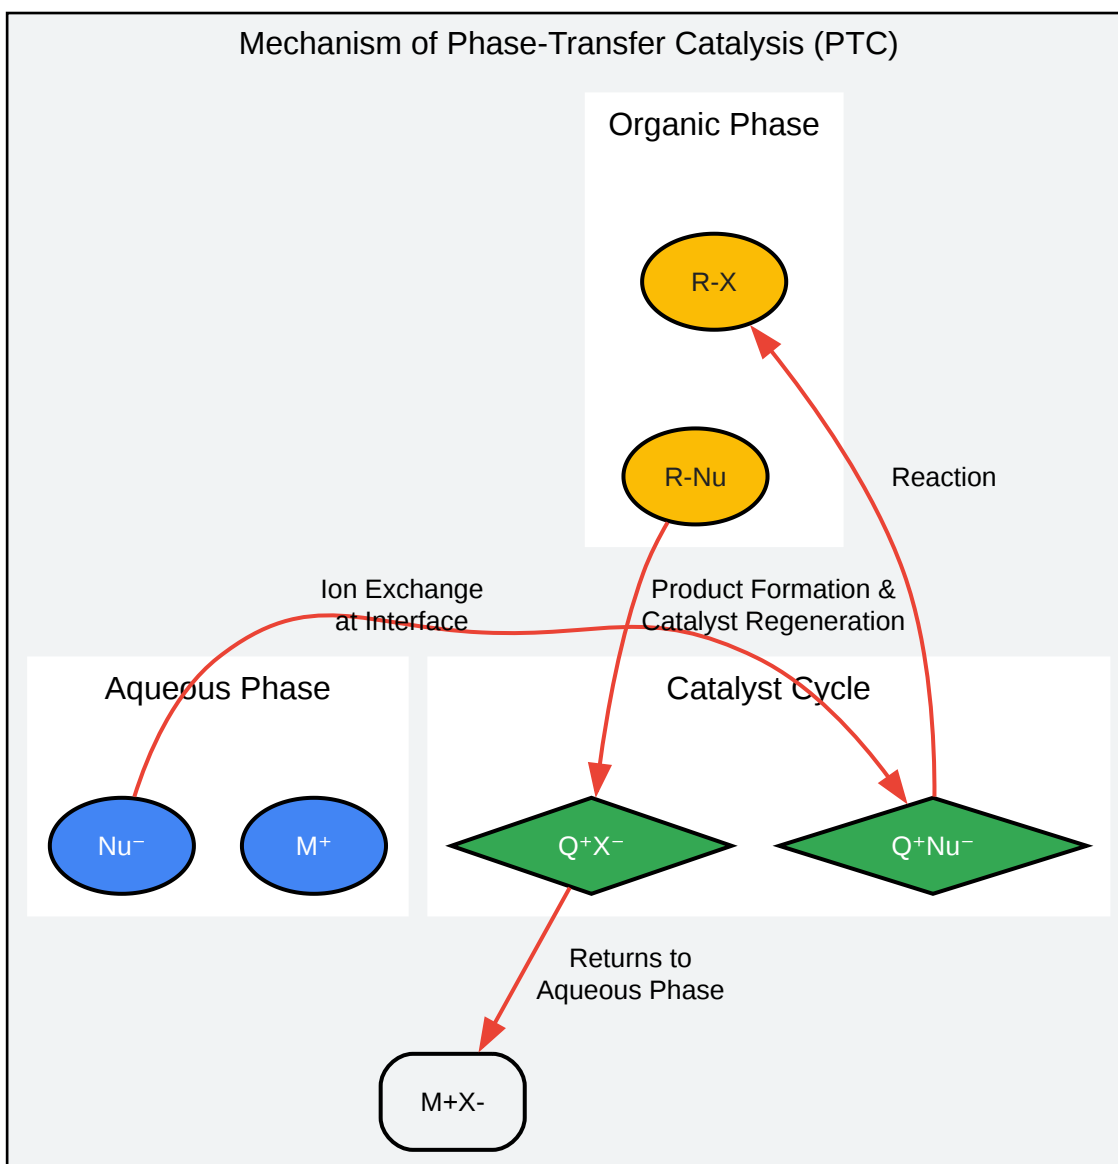 Mechanism of Phase-Transfer Catalysis (PTC)
Organic Phase
R-X
R-Nu
Reaction
Ion Exchange
at Interface
Product Formation &
Catalyst Regeneration
Aqueous Phase
Catalyst Cycle
Nu⁻
M⁺
Q⁺X⁻
Q⁺Nu⁻
Returns to
Aqueous Phase
M+X-